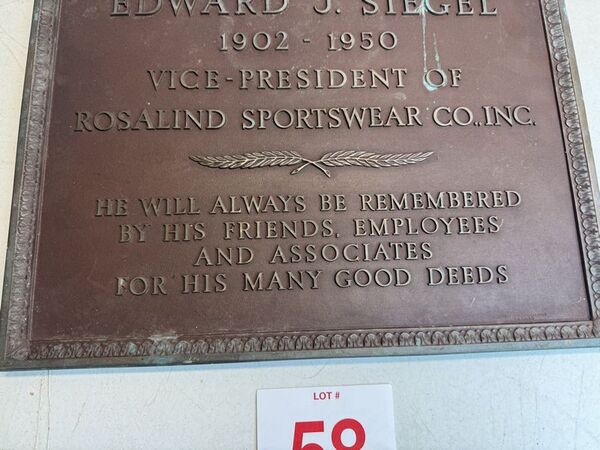 EDWARD J. SIEGEL
1902 - 1950
VICE-PRESIDENT OF
ROSALIND SPORTSWEAR CO., INC.
HE WILL ALWAYS BE REMEMBERED
BY HIS FRIENDS, EMPLOYEES
AND ASSOCIATES
FOR HIS MANY GOOD DEEDS
LOT #
58